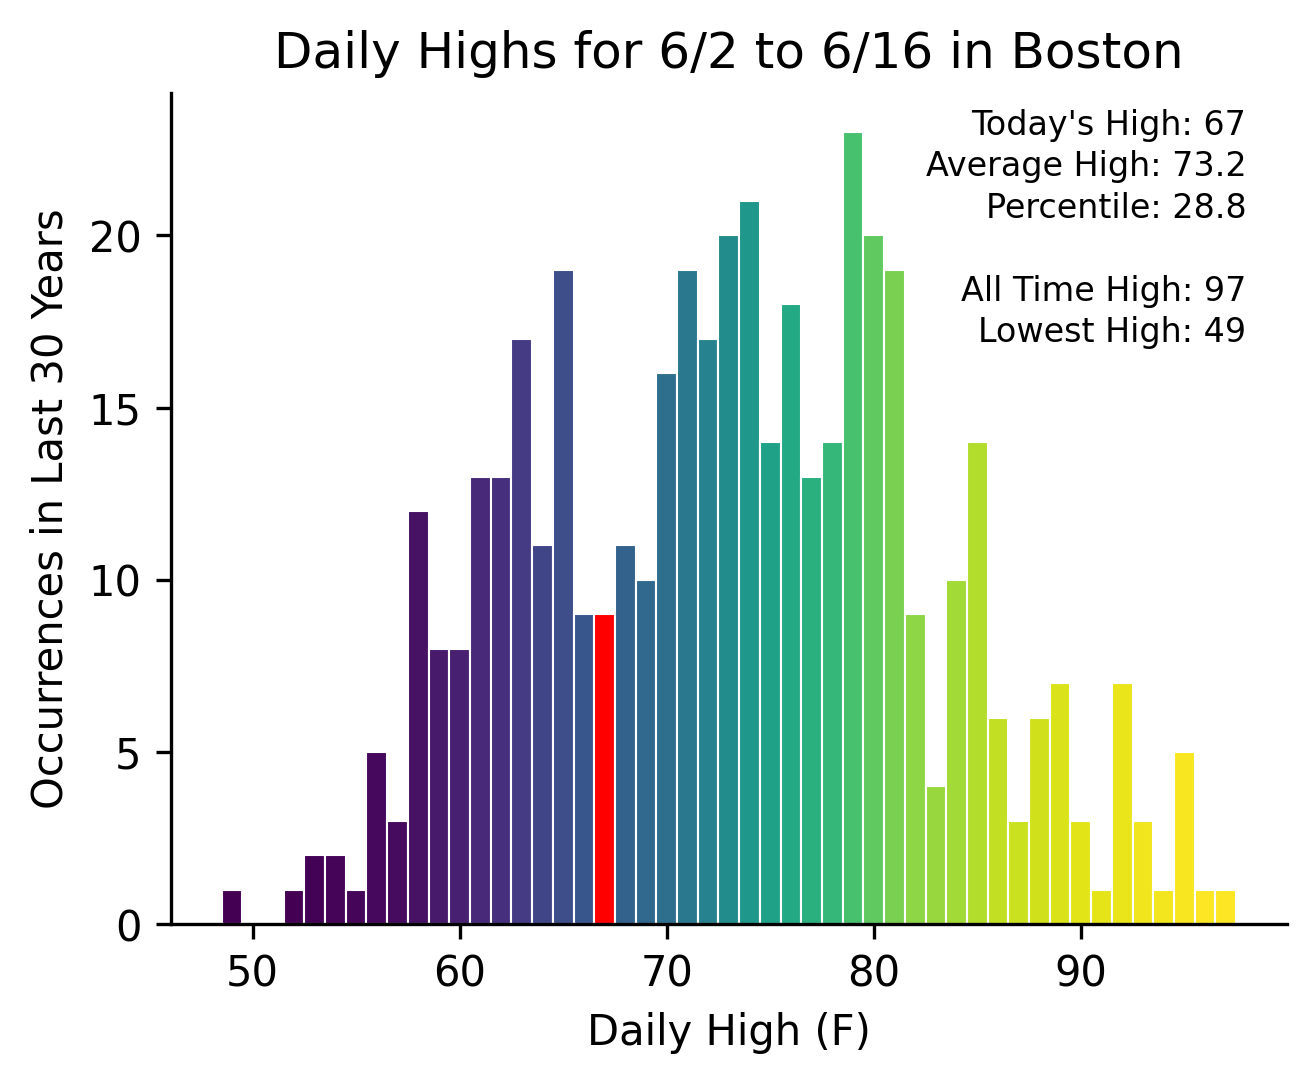 Daily Highs for 6/2 to 6/16 in Boston
Today's High: 67
Average High: 73.2
Percentile: 28.8
All Time High: 97
Lowest High: 49
Occurrences in Last 30 Years
20
15
10
5
0
50 60 70 80 90
Daily High (F)